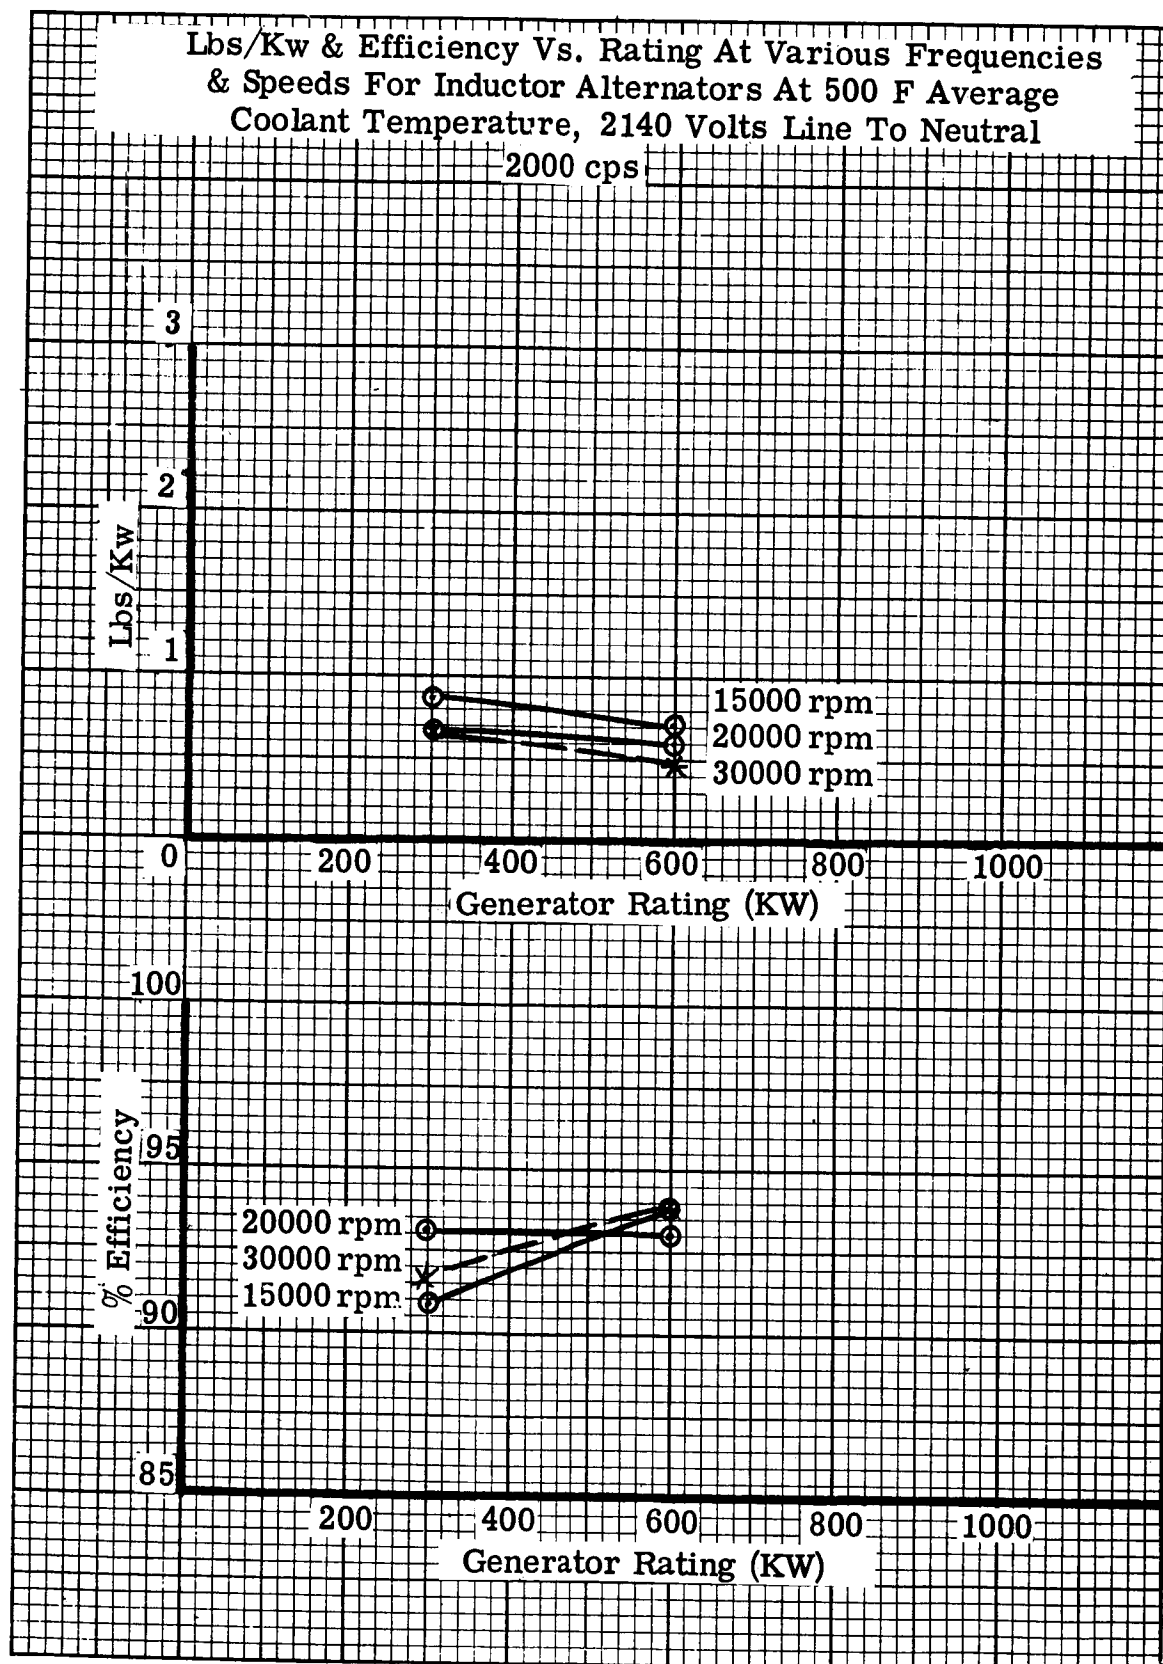 Lbs/Kw & Efficiency Vs. Rating At Various Frequencies
& Speeds For Inductor Alternators At 500 F Average
Coolant Temperature, 2140 Volts Line To Neutral
2000 cps
3
2
1
0
Lbs/Kw
15000 rpm
20000 rpm
30000 rpm
200 400 600 800 1000
Generator Rating (KW)
100
95
90
85
% Efficiency
20000 rpm
30000 rpm
15000 rpm
200 400 600 800 1000
Generator Rating (KW)